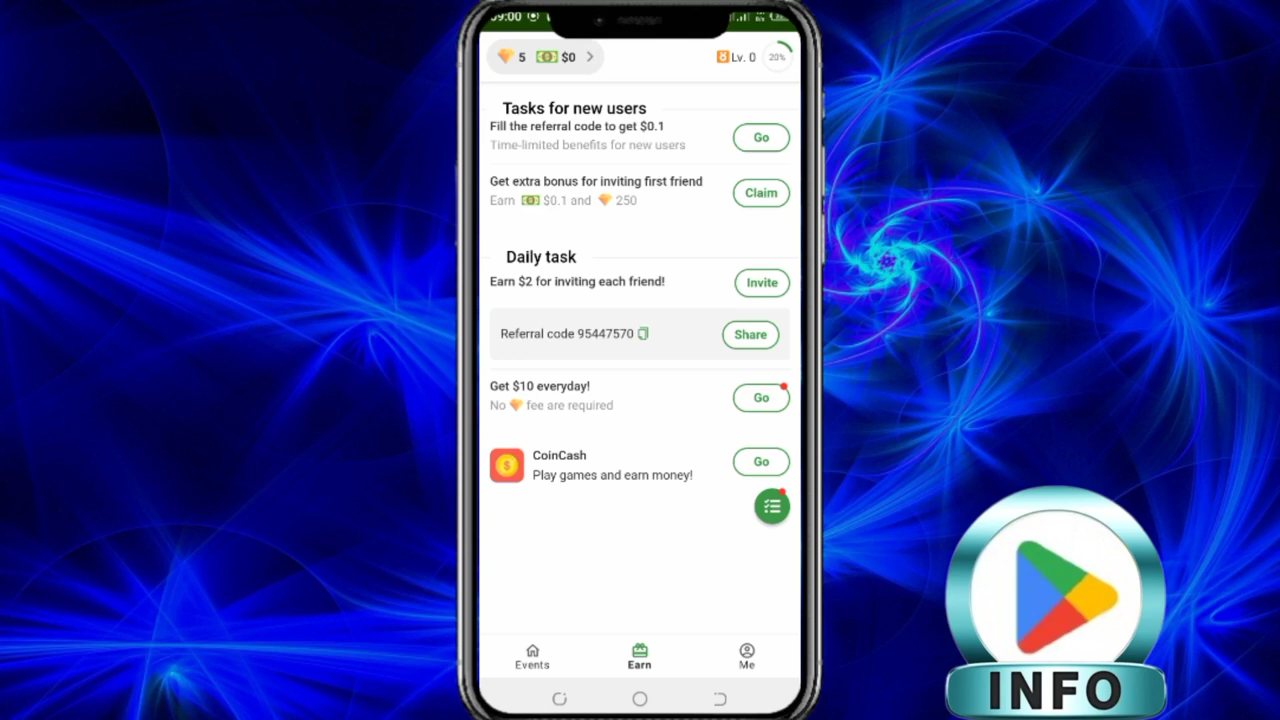 09:00
5 $0
Lv. 0 20%
Tasks for new users
Fill the referral code to get $0.1
Time-limited benefits for new users
Go
Get extra bonus for inviting first friend
Earn $0.1 and 250
Claim
Daily task
Earn $2 for inviting each friend!
Invite
Referral code 95447570
Share
Get $10 everyday!
No fee are required
Go
CoinCash
Play games and earn money!
Go
Events
Earn
Me
INFO